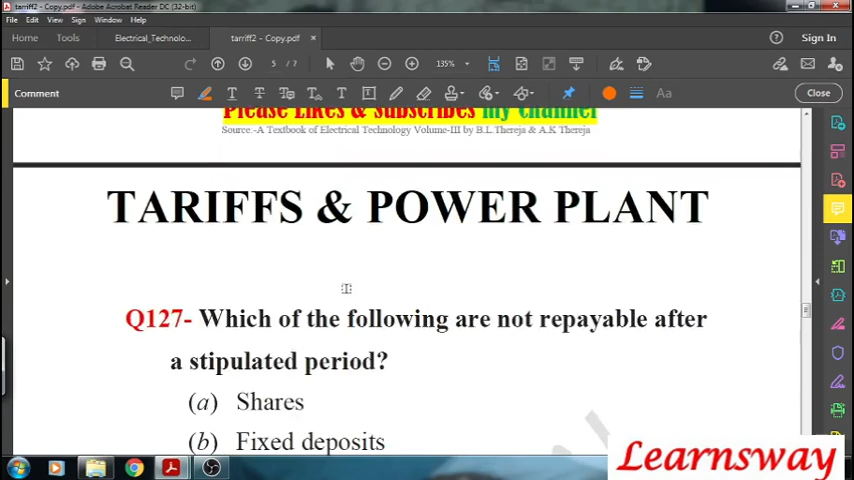 tarriff2 - Copy.pdf - Adobe Acrobat Reader DC (32-bit)
File Edit View Sign Window Help
Home Tools Electrical_Technolo... tarriff2 - Copy.pdf × Sign In
5 / 7 135%
Comment Aa Close
Please Likes & subscribes my channel
Source:-A Textbook of Electrical Technology Volume-III by B.L.Thereja & A.K Thereja
TARIFFS & POWER PLANT
Q127- Which of the following are not repayable after
a stipulated period?
(a) Shares
(b) Fixed deposits
Learnsway